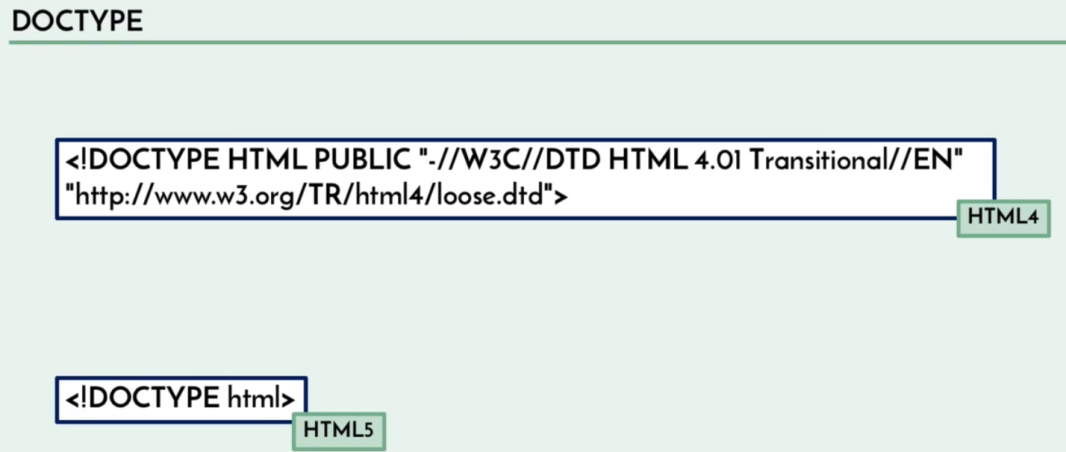 DOCTYPE
<!DOCTYPE HTML PUBLIC "-//W3C//DTD HTML 4.01 Transitional//EN"
"http://www.w3.org/TR/html4/loose.dtd">
HTML4
<!DOCTYPE html>
HTML5